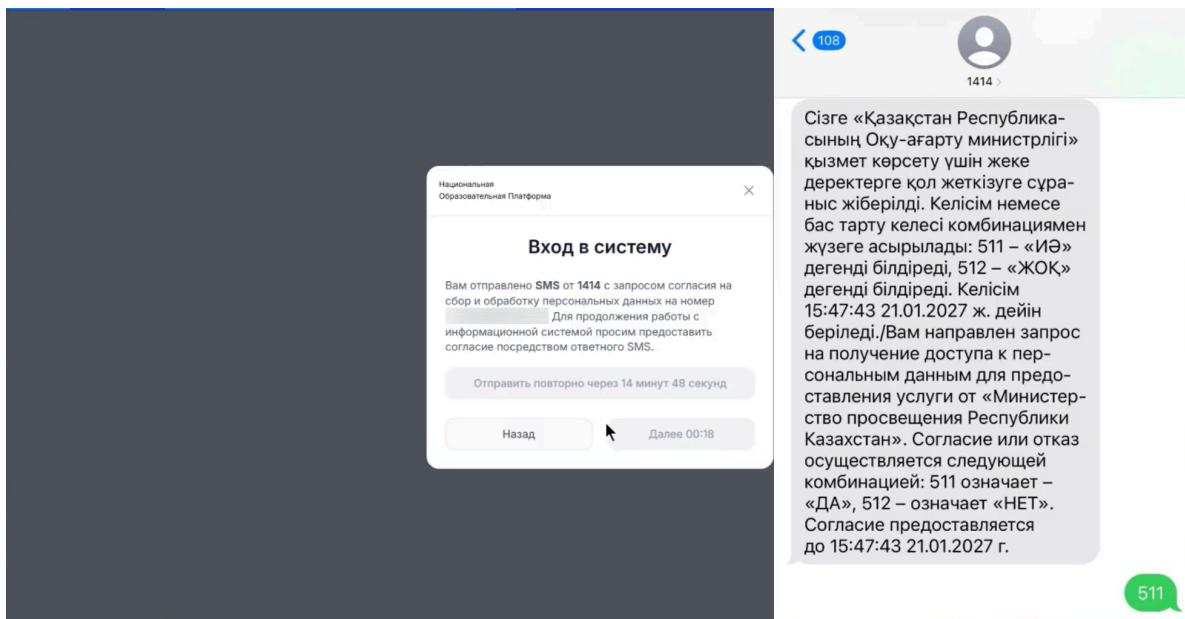 Национальная
Образовательная Платформа
Вход в систему
Вам отправлено SMS от 1414 с запросом согласия на
сбор и обработку персональных данных на номер
Для продолжения работы с
информационной системой просим предоставить
согласие посредством ответного SMS.
Отправить повторно через 14 минут 48 секунд
Назад
Далее 00:18
108
1414
Сізге «Қазақстан Республика-
сының Оқу-ағарту министрлігі»
қызмет көрсету үшін жеке
деректерге қол жеткізуге сұра-
ныс жіберілді. Келісім немесе
бас тарту келесі комбинациямен
жүзеге асырылады: 511 – «ИӘ»
дегенді білдіреді, 512 – «ЖОҚ»
дегенді білдіреді. Келісім
15:47:43 21.01.2027 ж. дейін
беріледі./Вам направлен запрос
на получение доступа к пер-
сональным данным для предо-
ставления услуги от «Министер-
ство просвещения Республики
Казахстан». Согласие или отказ
осуществляется следующей
комбинацией: 511 означает –
«ДА», 512 – означает «НЕТ».
Согласие предоставляется
до 15:47:43 21.01.2027 г.
511